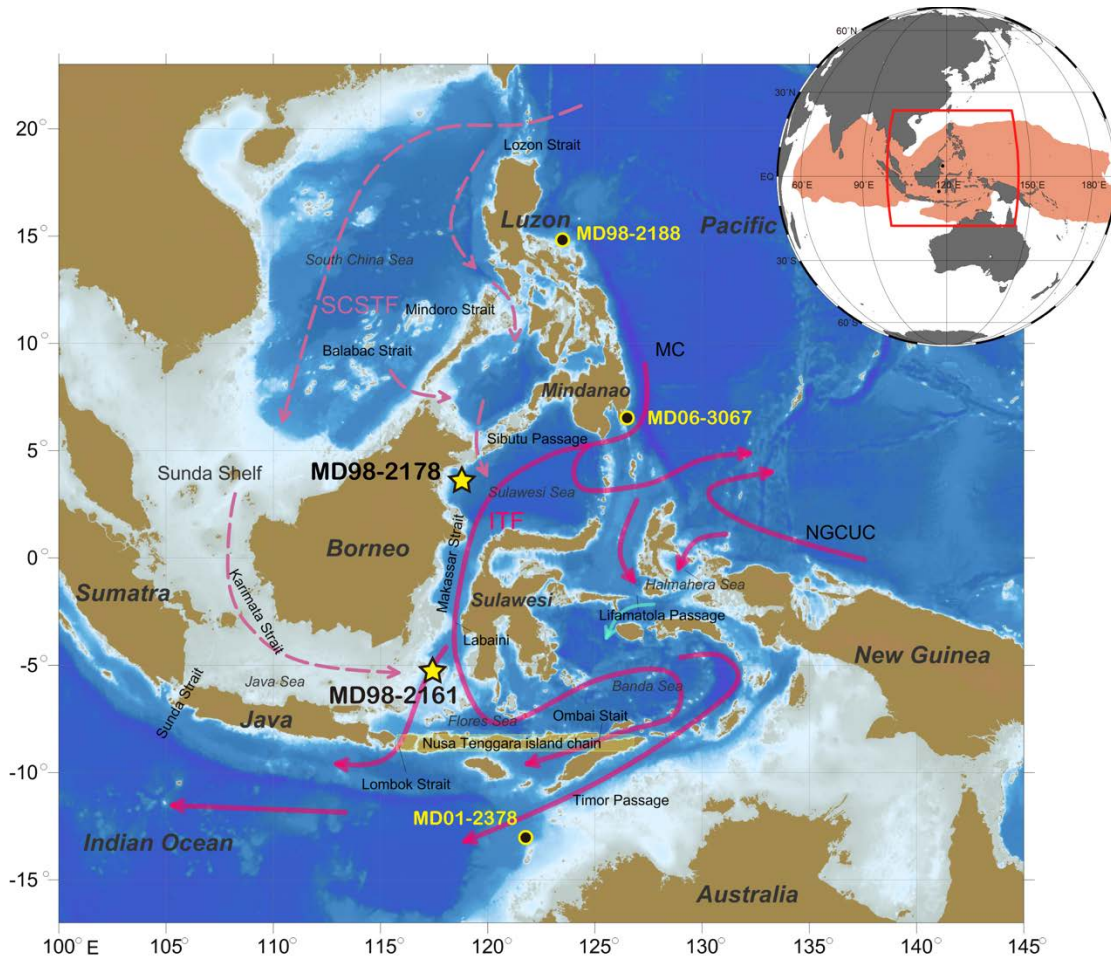 60°N
30°N
EQ
60°E
90°E
120°E
150°E
180°E
30°S
60°S
20°
15°
10°
5°
0°
-5°
-10°
-15°
Lozon Strait
Luzon
MD98-2188
Pacific
South China Sea
SCSTF
Mindoro Strait
Balabac Strait
MC
Mindanao
MD06-3067
Sibutu Passage
Sunda Shelf
MD98-2178
Sulawesi Sea
ITF
NGCUC
Borneo
Makassar Strait
Halmahera Sea
Sumatra
Karimata Strait
Sulawesi
Lifamatola Passage
Labaini
New Guinea
Java Sea
MD98-2161
Banda Sea
Sunda Strait
Java
Flores Sea
Ombai Stait
Nusa Tenggara island chain
Lombok Strait
Timor Passage
MD01-2378
Indian Ocean
Australia
100° E
105°
110°
115°
120°
125°
130°
135°
140°
145°